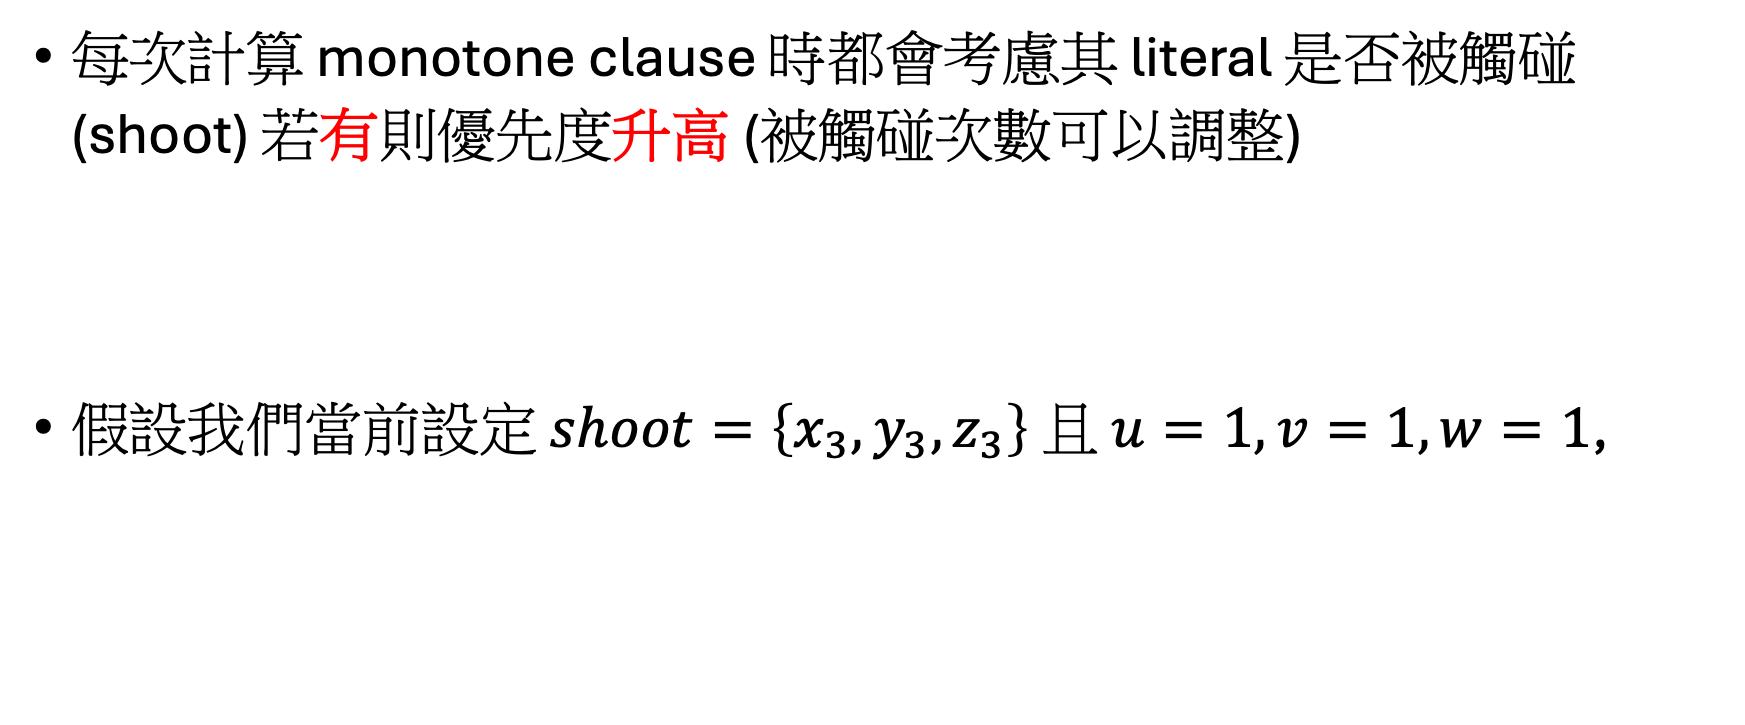 • 每次計算 monotone clause 時都會考慮其 literal 是否被觸碰
(shoot) 若有則優先度升高 (被觸碰次數可以調整)
• 假設我們當前設定 𝑠ℎ𝑜𝑜𝑡 = {𝑥₃, 𝑦₃, 𝑧₃} 且 𝑢 = 1, 𝑣 = 1, 𝑤 = 1,